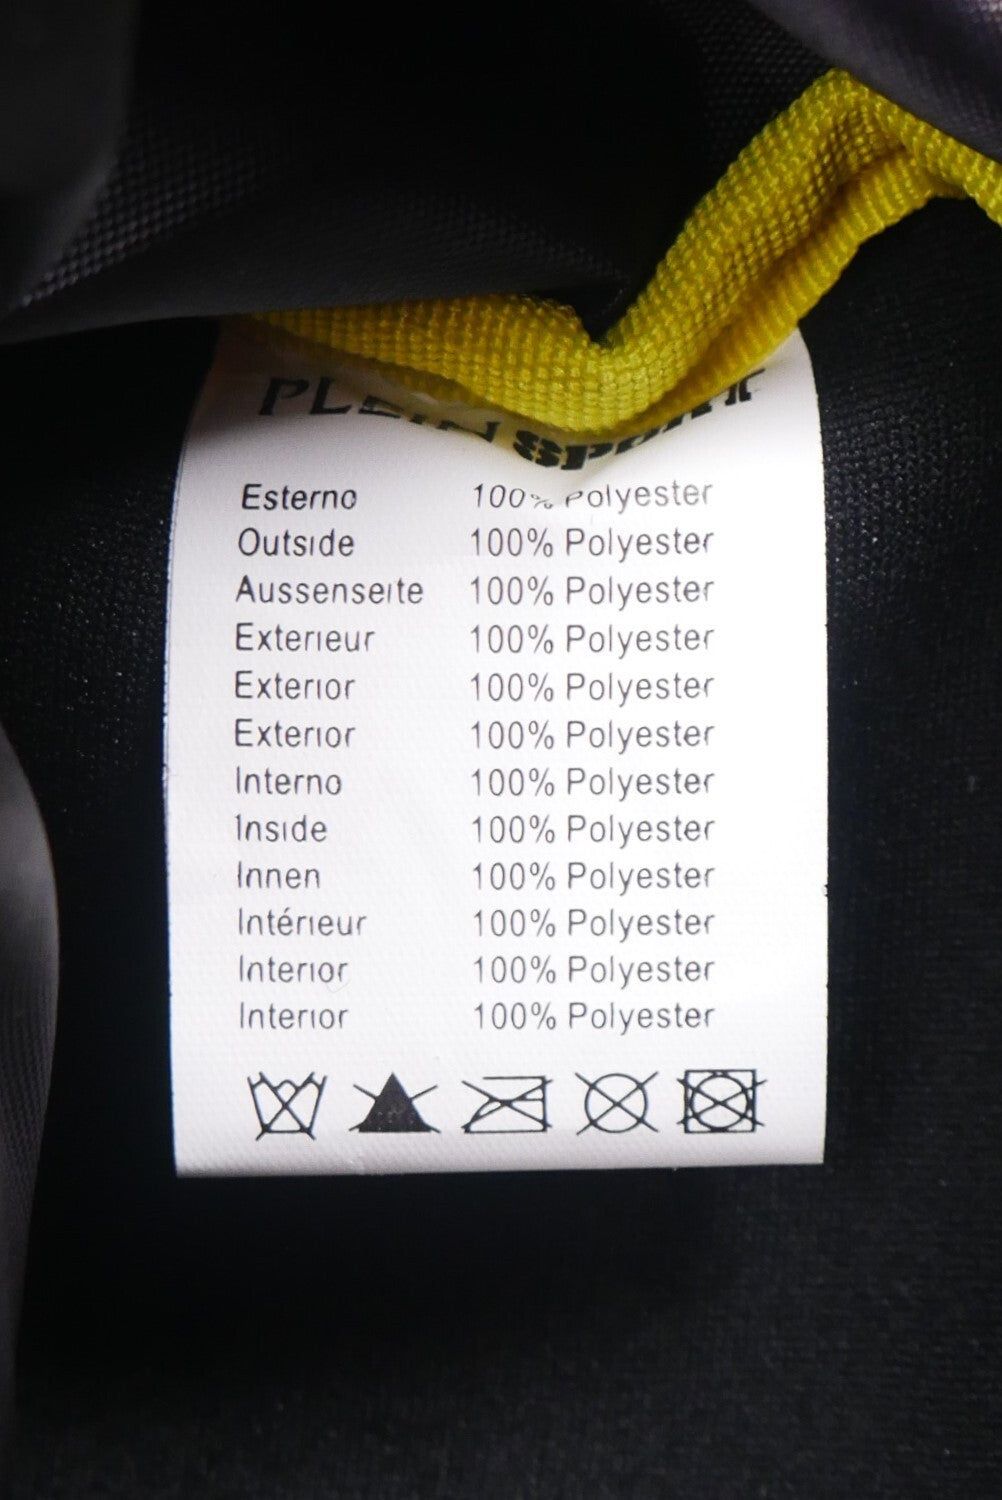 PLEIN SPORT
Esterno 100% Polyester
Outside 100% Polyester
Aussenseite 100% Polyester
Exterieur 100% Polyester
Exterior 100% Polyester
Exterior 100% Polyester
Interno 100% Polyester
Inside 100% Polyester
Innen 100% Polyester
Intérieur 100% Polyester
Interior 100% Polyester
Interior 100% Polyester